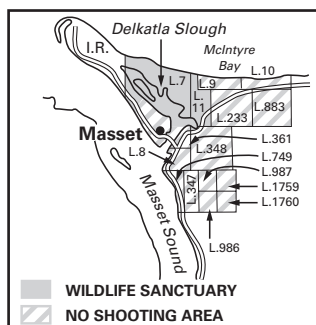 Delkatla Slough
I.R.
McIntyre
Bay
L.10
L.7
L.9
L.
11
L.883
L.233
Masset
L.361
L.8
L.348
L.749
L.987
L.347
L.1759
L.1760
Masset Sound
L.986
WILDLIFE SANCTUARY
NO SHOOTING AREA